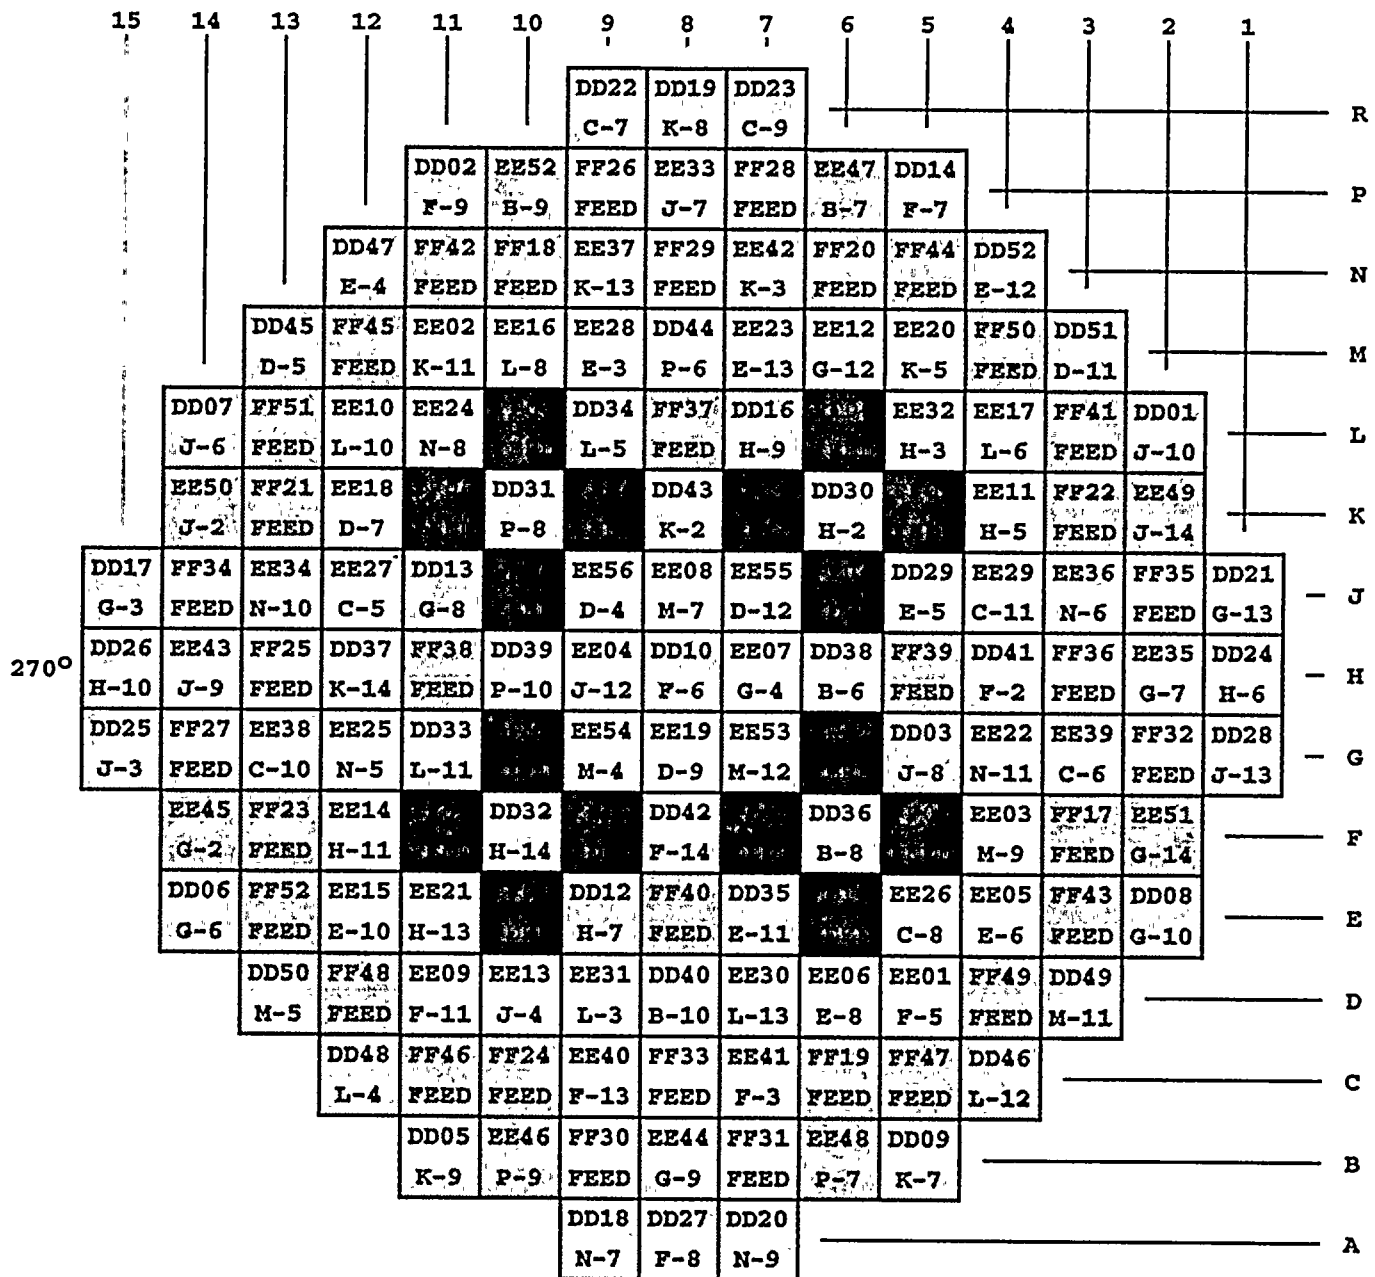 15 14 13 12 11 10 9 8 7 6 5 4 3 2 1
DD22 DD19 DD23
C-7 K-8 C-9 R
DD02 EE52 FF26 EE33 FF28 EE47 DD14
F-9 B-9 FEED J-7 FEED B-7 F-7 P
DD47 FF42 FF18 EE37 FF29 EE42 FF20 FF44 DD52
E-4 FEED FEED K-13 FEED K-3 FEED FEED E-12 N
DD45 FF45 EE02 EE16 EE28 DD44 EE23 EE12 EE20 FF50 DD51
D-5 FEED K-11 L-8 E-3 P-6 E-13 G-12 K-5 FEED D-11 M
DD07 FF51 EE10 EE24 DD34 FF37 DD16 EE32 EE17 FF41 DD01
J-6 FEED L-10 N-8 L-5 FEED H-9 H-3 L-6 FEED J-10 L
EE50 FF21 EE18 DD31 DD43 DD30 EE11 FF22 EE49
J-2 FEED D-7 P-8 K-2 H-2 H-5 FEED J-14 K
DD17 FF34 EE34 EE27 DD13 EE56 EE08 EE55 DD29 EE29 EE36 FF35 DD21
G-3 FEED N-10 C-5 G-8 D-4 M-7 D-12 E-5 C-11 N-6 FEED G-13 J
DD26 EE43 FF25 DD37 FF38 DD39 EE04 DD10 EE07 DD38 FF39 DD41 FF36 EE35 DD24
270° H-10 J-9 FEED K-14 FEED P-10 J-12 F-6 G-4 B-6 FEED F-2 FEED G-7 H-6 H
DD25 FF27 EE38 EE25 DD33 EE54 EE19 EE53 DD03 EE22 EE39 FF32 DD28
J-3 FEED C-10 N-5 L-11 M-4 D-9 M-12 J-8 N-11 C-6 FEED J-13 G
EE45 FF23 EE14 DD32 DD42 DD36 EE03 FF17 EE51
G-2 FEED H-11 H-14 F-14 B-8 M-9 FEED G-14 F
DD06 FF52 EE15 EE21 DD12 FF40 DD35 EE26 EE05 FF43 DD08
G-6 FEED E-10 H-13 H-7 FEED E-11 C-8 E-6 FEED G-10 E
DD50 FF48 EE09 EE13 EE31 DD40 EE30 EE06 EE01 FF49 DD49
M-5 FEED F-11 J-4 L-3 B-10 L-13 E-8 F-5 FEED M-11 D
DD48 FF46 FF24 EE40 FF33 EE41 FF19 FF47 DD46
L-4 FEED FEED F-13 FEED F-3 FEED FEED L-12 C
DD05 EE46 FF30 EE44 FF31 EE48 DD09
K-9 P-9 FEED G-9 FEED P-7 K-7 B
DD18 DD27 DD20
N-7 F-8 N-9 A